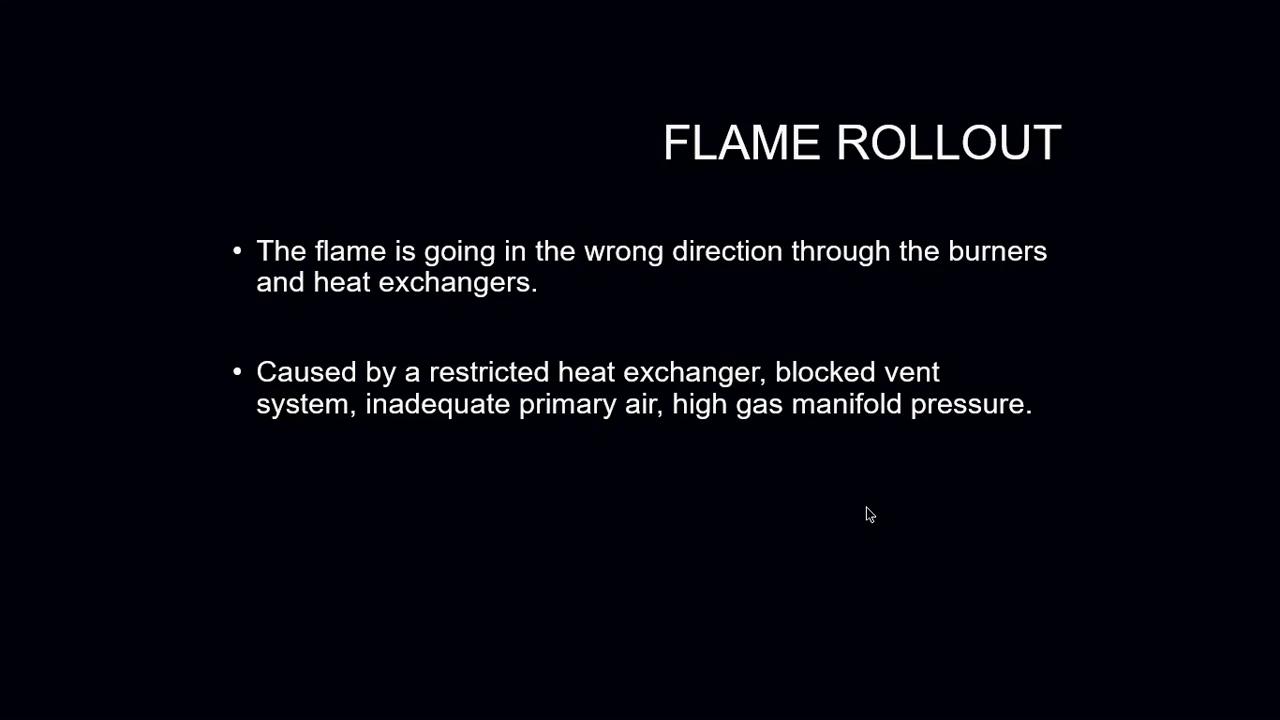 FLAME ROLLOUT
• The flame is going in the wrong direction through the burners
and heat exchangers.
• Caused by a restricted heat exchanger, blocked vent
system, inadequate primary air, high gas manifold pressure.